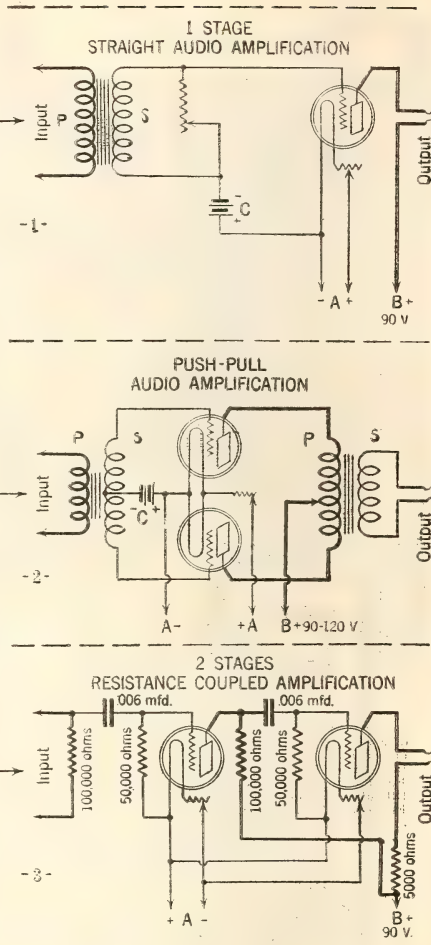 1 STAGE
STRAIGHT AUDIO AMPLIFICATION
Input
P
S
-
C
+
Output
-1-
- A +
B+
90 V
PUSH-PULL
AUDIO AMPLIFICATION
P
S
P
S
Input
-C+
Output
-2-
A-
+A
B+90-120 V.
2 STAGES
RESISTANCE COUPLED AMPLIFICATION
.006 mfd.
.006 mfd.
Input
100,000 ohms
50,000 ohms
100,000 ohms
50,000 ohms
Output
5000 ohms
-3-
+ A -
B+
90 V.